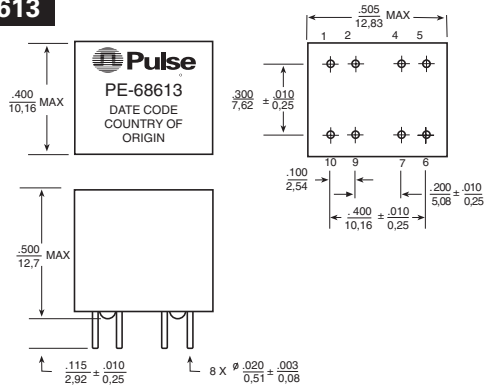 613
Pulse
PE-68613
DATE CODE
COUNTRY OF
ORIGIN
.400
10,16 MAX
.505
12,83 MAX
1 2 4 5
.300 ± .010
7,62 0,25
10 9 7 6
.100
2,54
.200 ± .010
5,08 0,25
.400 ± .010
10,16 0,25
.500
12,7 MAX
.115 ± .010
2,92 0,25
8 X ø .020 ± .003
0,51 0,08